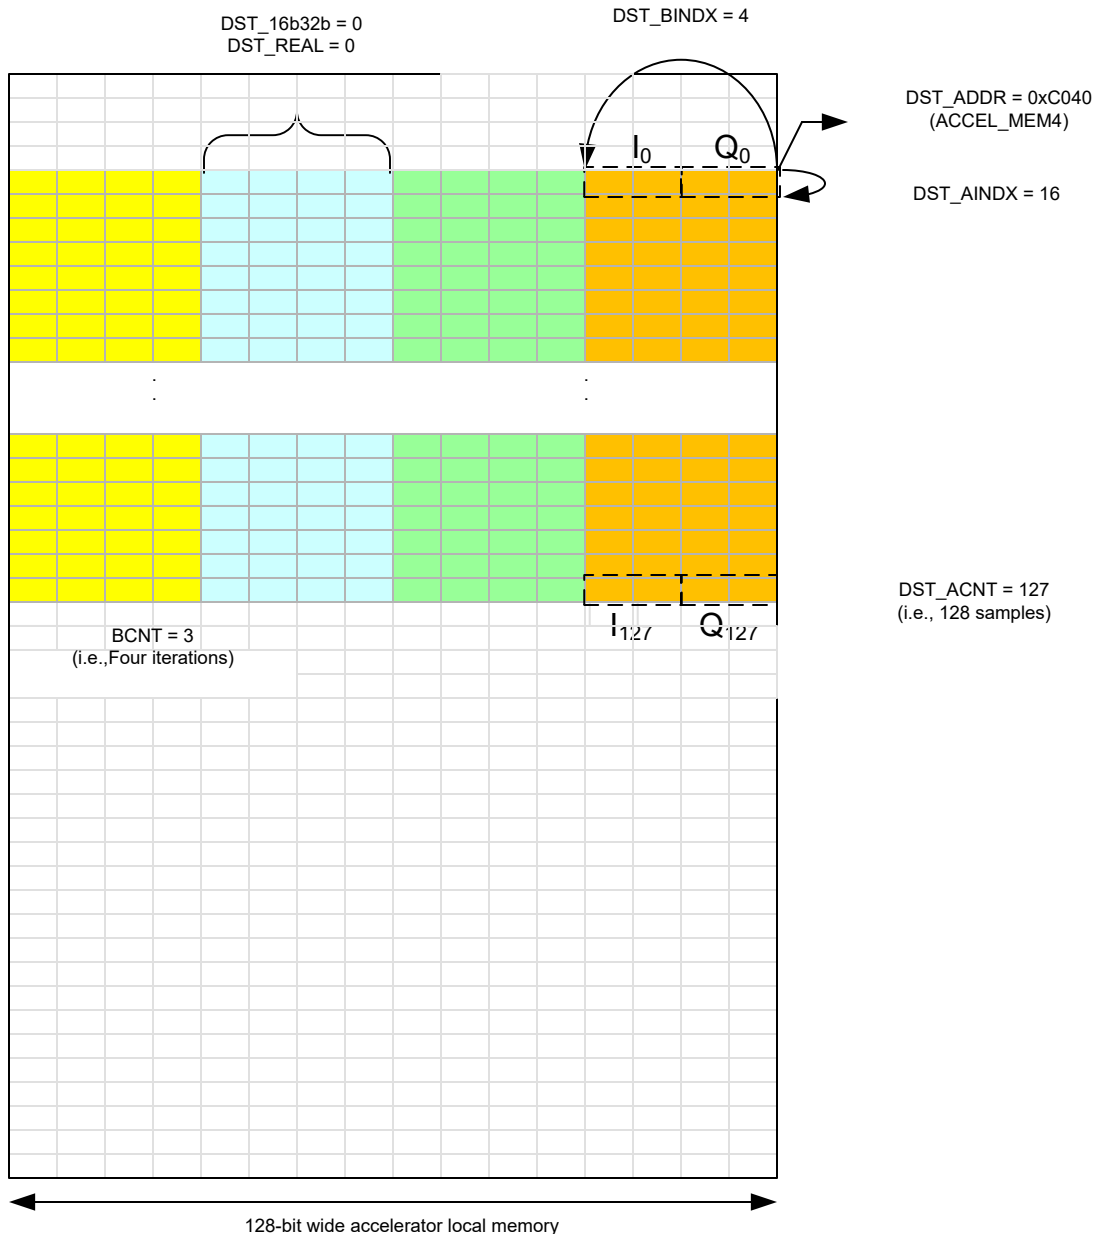 DST_16b32b = 0
DST_REAL = 0
DST_BINDX = 4
DST_ADDR = 0xC040
(ACCEL_MEM4)
I0 Q0
DST_AINDX = 16
.
.
.
.
DST_ACNT = 127
(i.e., 128 samples)
I127 Q127
BCNT = 3
(i.e.,Four iterations)
128-bit wide accelerator local memory